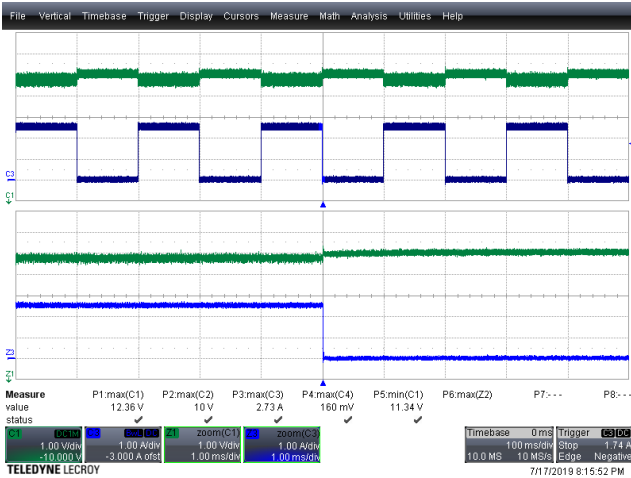 File Vertical Timebase Trigger Display Cursors Measure Math Analysis Utilities Help
C3
C1
Z3
Z1
Measure P1:max(C1) P2:max(C2) P3:max(C3) P4:max(C4) P5:min(C1) P6:max(Z2) P7:--- P8:---
value 12.36 V 10 V 2.73 A 160 mV 11.34 V
status
C1 DC1M Z1 zoom(C1) zoom(C3) Timebase 0 ms Trigger C3 DC
1.00 V/div 1.00 A/div 1.00 V/div 1.00 A/div 100 ms/div Stop 1.74 A
-10.000 V -3.000 A ofst 1.00 ms/div 1.00 ms/div 10.0 MS 10 MS/s Edge Negative
TELEDYNE LECROY 7/17/2019 8:15:52 PM